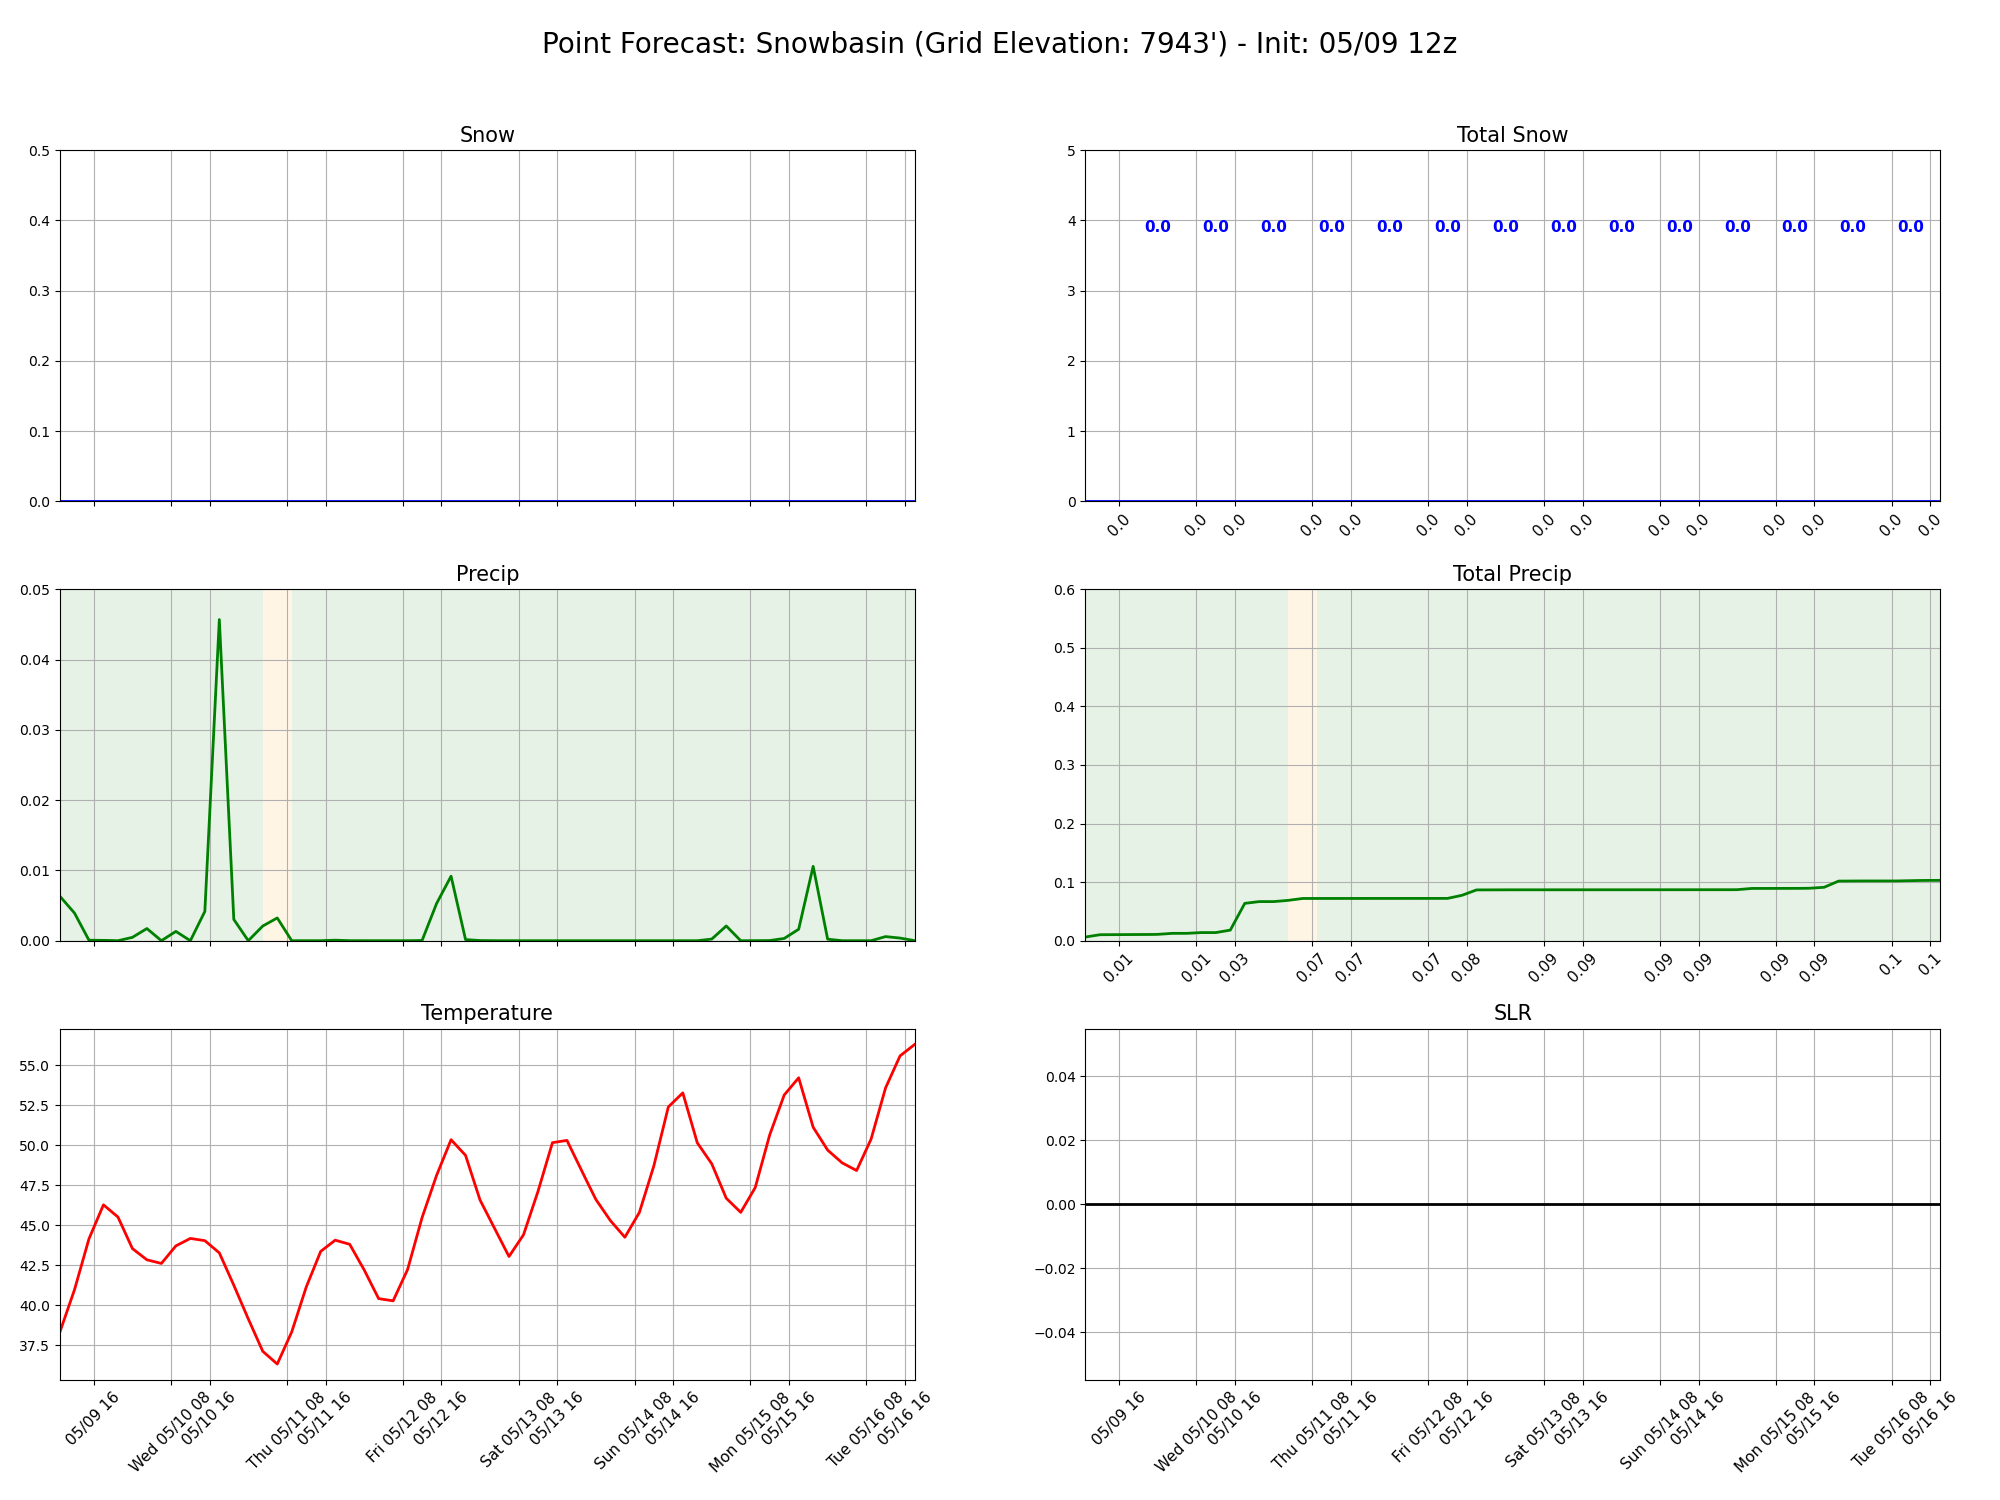 Point Forecast: Snowbasin (Grid Elevation: 7943') - Init: 05/09 12z
Snow
0.5
0.4
0.3
0.2
0.1
0.0
Total Snow
5
4
3
2
1
0
0.0 0.0 0.0 0.0 0.0 0.0 0.0 0.0 0.0 0.0 0.0 0.0 0.0 0.0
0.0 0.0 0.0 0.0 0.0 0.0 0.0 0.0 0.0 0.0 0.0 0.0 0.0 0.0 0.0
Precip
0.05
0.04
0.03
0.02
0.01
0.00
Total Precip
0.6
0.5
0.4
0.3
0.2
0.1
0.0
0.01 0.01 0.03 0.07 0.07 0.07 0.08 0.09 0.09 0.09 0.09 0.09 0.09 0.1 0.1
Temperature
55.0
52.5
50.0
47.5
45.0
42.5
40.0
37.5
05/09 16
Wed 05/10 08
05/10 16
Thu 05/11 08
05/11 16
Fri 05/12 08
05/12 16
Sat 05/13 08
05/13 16
Sun 05/14 08
05/14 16
Mon 05/15 08
05/15 16
Tue 05/16 08
05/16 16
SLR
0.04
0.02
0.00
−0.02
−0.04
05/09 16
Wed 05/10 08
05/10 16
Thu 05/11 08
05/11 16
Fri 05/12 08
05/12 16
Sat 05/13 08
05/13 16
Sun 05/14 08
05/14 16
Mon 05/15 08
05/15 16
Tue 05/16 08
05/16 16